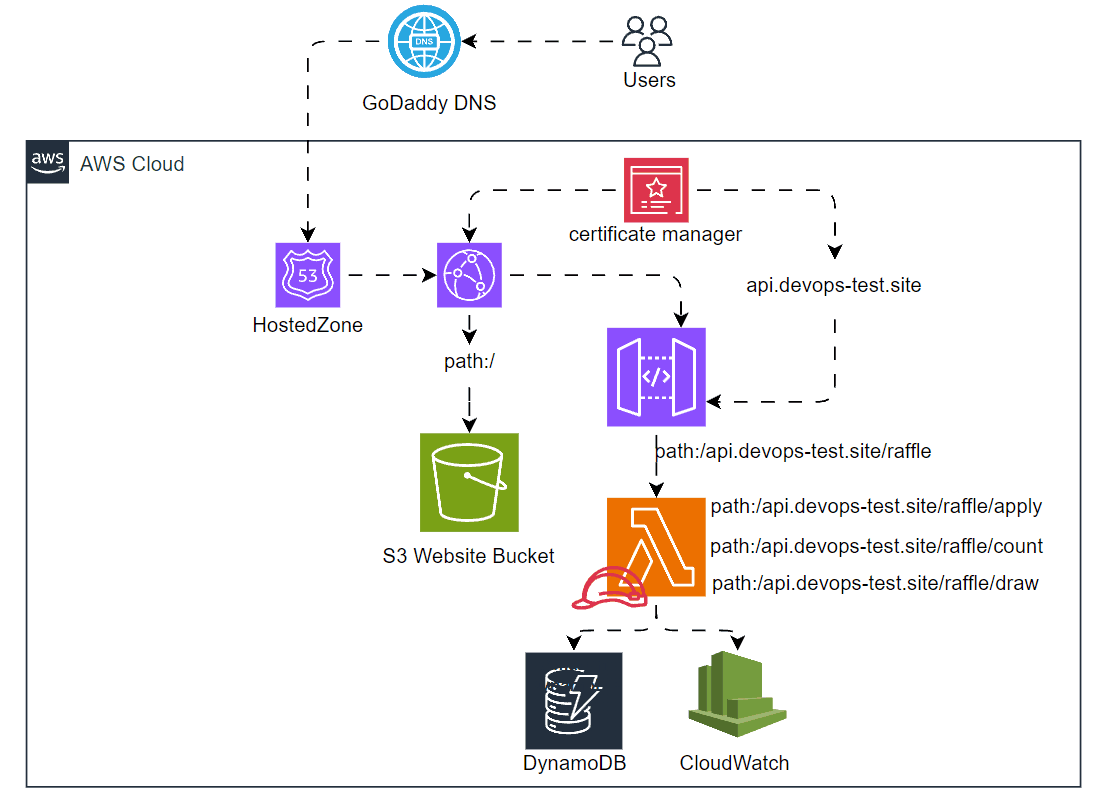 DNS
Users
GoDaddy DNS
aws
AWS Cloud
certificate manager
53
api.devops-test.site
HostedZone
path:/
</>
path:/api.devops-test.site/raffle
path:/api.devops-test.site/raffle/apply
path:/api.devops-test.site/raffle/count
S3 Website Bucket
path:/api.devops-test.site/raffle/draw
DynamoDB
CloudWatch